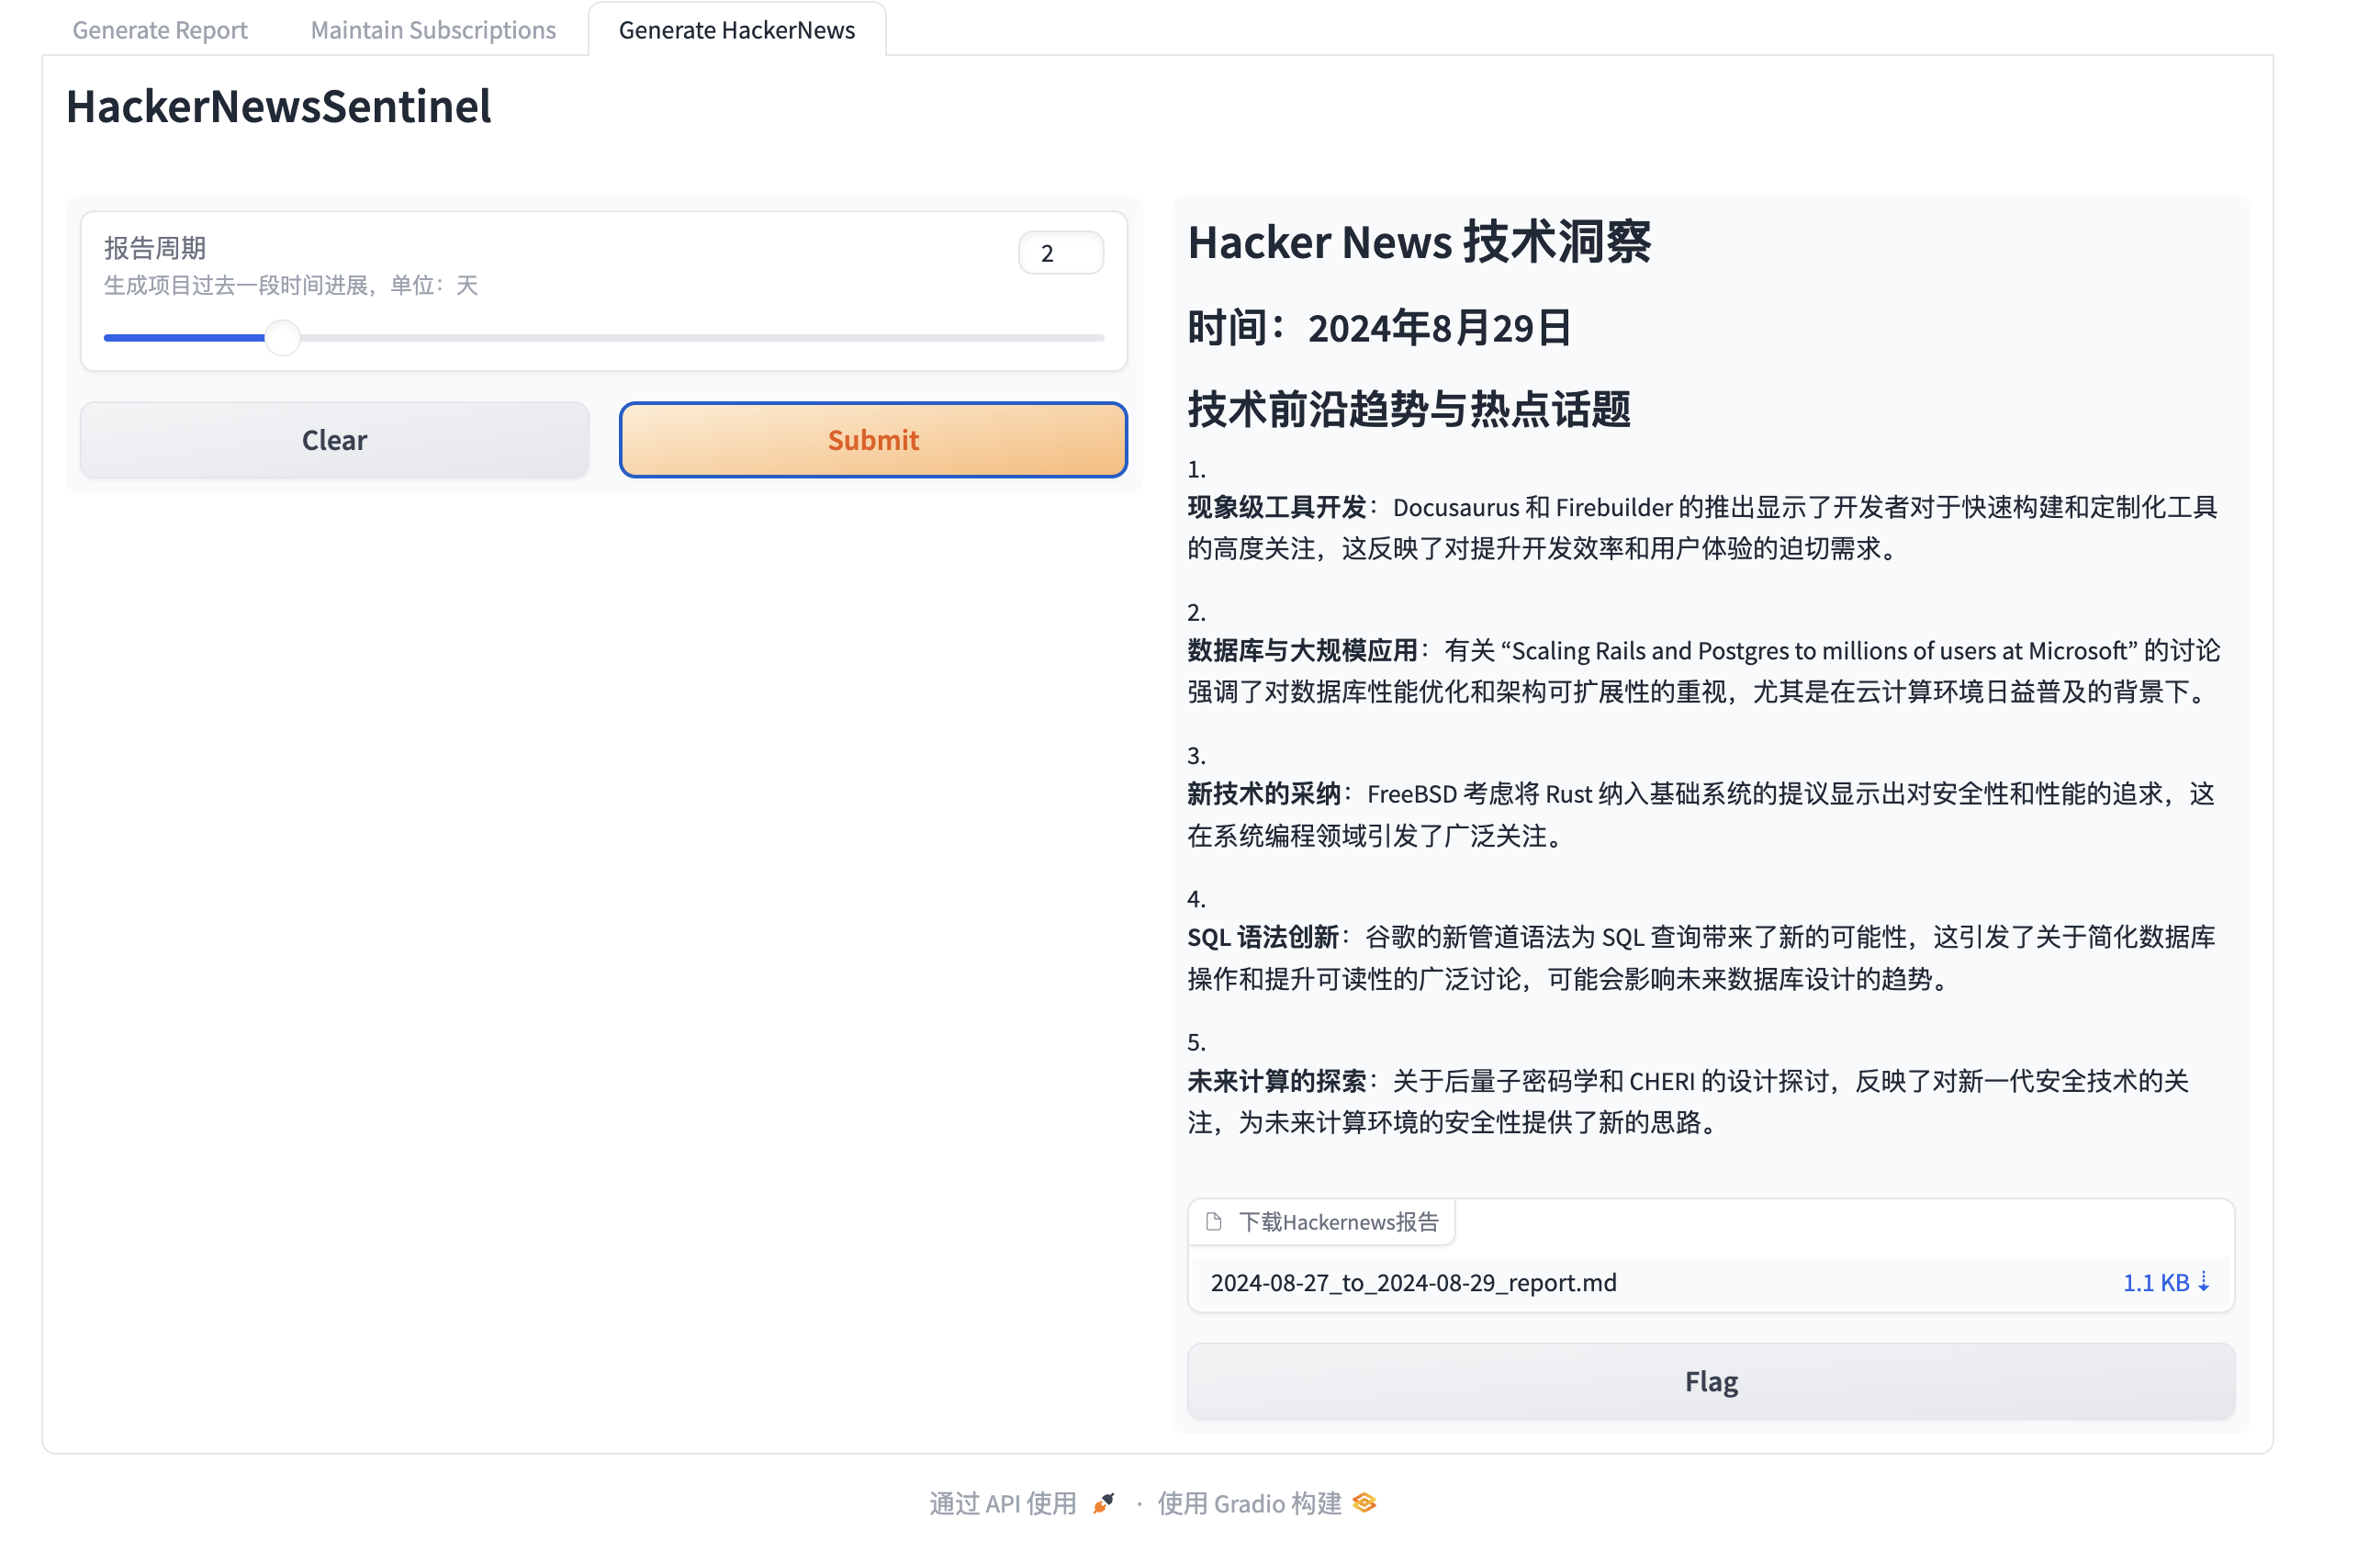 Generate Report
Maintain Subscriptions
Generate HackerNews
HackerNewsSentinel
报告周期
2
生成项目过去一段时间进展，单位：天
Clear
Submit
Hacker News 技术洞察
时间：2024年8月29日
技术前沿趋势与热点话题
1.
现象级工具开发：Docusaurus 和 Firebuilder 的推出显示了开发者对于快速构建和定制化工具
的高度关注，这反映了对提升开发效率和用户体验的迫切需求。
2.
数据库与大规模应用：有关 “Scaling Rails and Postgres to millions of users at Microsoft” 的讨论
强调了对数据库性能优化和架构可扩展性的重视，尤其是在云计算环境日益普及的背景下。
3.
新技术的采纳：FreeBSD 考虑将 Rust 纳入基础系统的提议显示出对安全性和性能的追求，这
在系统编程领域引发了广泛关注。
4.
SQL 语法创新：谷歌的新管道语法为 SQL 查询带来了新的可能性，这引发了关于简化数据库
操作和提升可读性的广泛讨论，可能会影响未来数据库设计的趋势。
5.
未来计算的探索：关于后量子密码学和 CHERI 的设计探讨，反映了对新一代安全技术的关
注，为未来计算环境的安全性提供了新的思路。
下载Hackernews报告
2024-08-27_to_2024-08-29_report.md
1.1 KB ⇣
Flag
通过 API 使用 · 使用 Gradio 构建